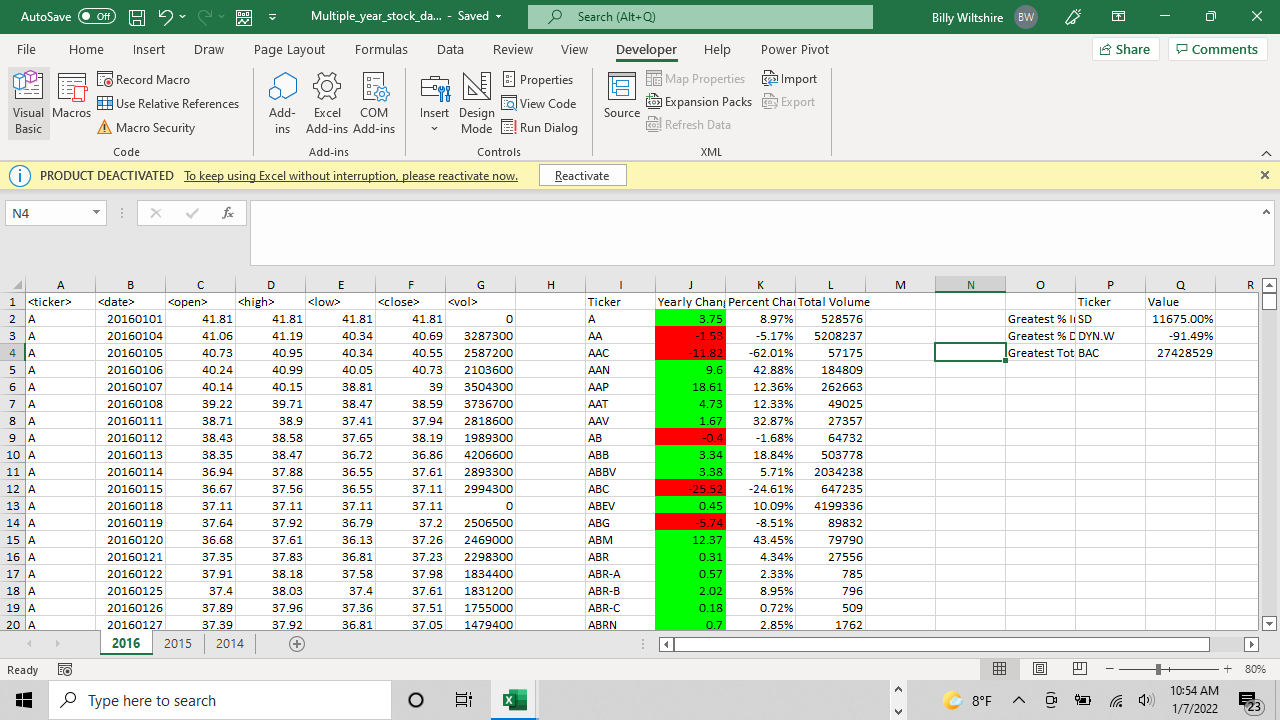 AutoSave Off Multiple_year_stock_da... - Saved Search (Alt+Q) Billy Wiltshire BW
File Home Insert Draw Page Layout Formulas Data Review View Developer Help Power Pivot Share Comments
Visual Basic Macros Record Macro Use Relative References Macro Security Add-ins Excel Add-ins COM Add-ins Insert Design Mode Properties View Code Run Dialog Source Map Properties Expansion Packs Refresh Data Import Export
Code Add-ins Controls XML
PRODUCT DEACTIVATED To keep using Excel without interruption, please reactivate now. Reactivate
N4 fx
A B C D E F G H I J K L M N O P Q R
1 <ticker> <date> <open> <high> <low> <close> <vol> Ticker Yearly Chang Percent Chan Total Volume Ticker Value
2 A 20160101 41.81 41.81 41.81 41.81 0 A 3.75 8.97% 528576 Greatest % I SD 11675.00%
3 A 20160104 41.06 41.19 40.34 40.69 3287300 AA -1.53 -5.17% 5208237 Greatest % D DYN.W -91.49%
4 A 20160105 40.73 40.95 40.34 40.55 2587200 AAC -11.82 -62.01% 57175 Greatest Tot BAC 27428529
5 A 20160106 40.24 40.99 40.05 40.73 2103600 AAN 9.6 42.88% 184809
6 A 20160107 40.14 40.15 38.81 39 3504300 AAP 18.61 12.36% 262663
7 A 20160108 39.22 39.71 38.47 38.59 3736700 AAT 4.73 12.33% 49025
8 A 20160111 38.71 38.9 37.41 37.94 2818600 AAV 1.67 32.87% 27357
9 A 20160112 38.43 38.58 37.65 38.19 1989300 AB -0.4 -1.68% 64732
10 A 20160113 38.35 38.47 36.72 36.86 4206600 ABB 3.34 18.84% 503778
11 A 20160114 36.94 37.88 36.55 37.61 2893300 ABBV 3.38 5.71% 2034238
12 A 20160115 36.67 37.56 36.55 37.11 2994300 ABC -25.52 -24.61% 647235
13 A 20160118 37.11 37.11 37.11 37.11 0 ABEV 0.45 10.09% 4199336
14 A 20160119 37.64 37.92 36.79 37.2 2506500 ABG -5.74 -8.51% 89832
15 A 20160120 36.68 37.61 36.13 37.26 2469000 ABM 12.37 43.45% 79790
16 A 20160121 37.35 37.83 36.81 37.23 2298300 ABR 0.31 4.34% 27556
17 A 20160122 37.91 38.18 37.58 37.98 1834400 ABR-A 0.57 2.33% 785
18 A 20160125 37.4 38.03 37.4 37.61 1831200 ABR-B 2.02 8.95% 796
19 A 20160126 37.89 37.96 37.36 37.51 1755000 ABR-C 0.18 0.72% 509
20 A 20160127 37.39 37.92 36.81 37.05 1479400 ABRN 0.7 2.85% 1762
2016 2015 2014
Ready 80%
Type here to search 8°F 10:54 AM
1/7/2022 23